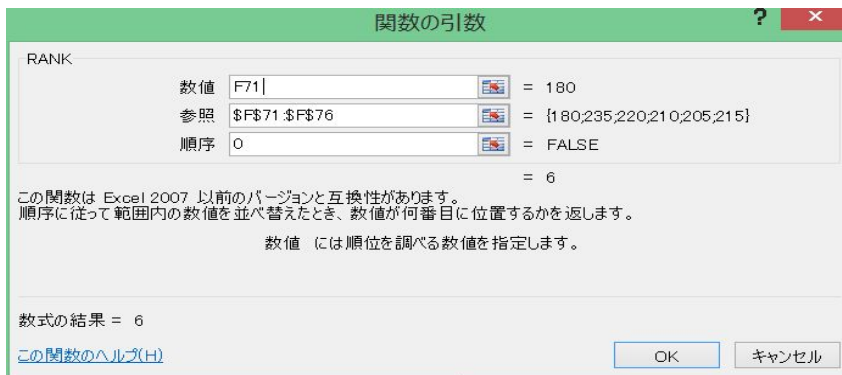 関数の引数 ? ×
RANK
数値 F71 = 180
参照 $F$71:$F$76 = {180;235;220;210;205;215}
順序 0 = FALSE
= 6
この関数は Excel 2007 以前のバージョンと互換性があります。
順序に従って範囲内の数値を並べ替えたとき、数値が何番目に位置するかを返します。
数値 には順位を調べる数値を指定します。
数式の結果 = 6
この関数のヘルプ(H) OK キャンセル